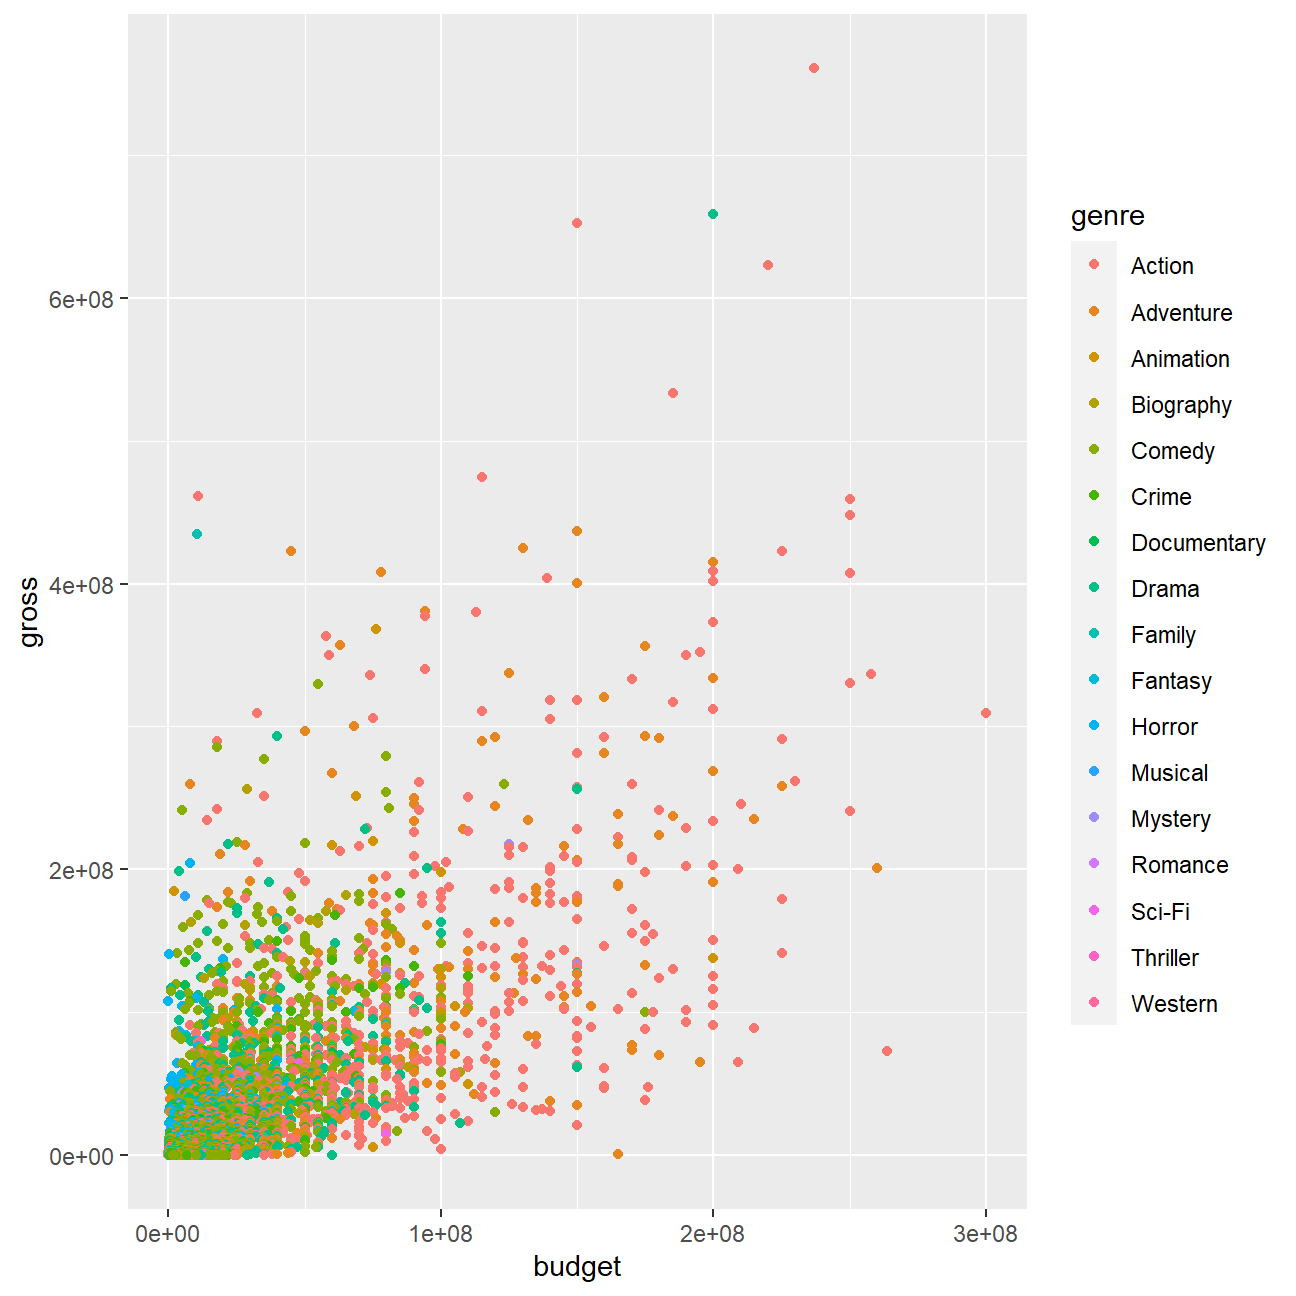 gross
6e+08
4e+08
2e+08
0e+00
0e+00 1e+08 2e+08 3e+08
budget
genre
Action
Adventure
Animation
Biography
Comedy
Crime
Documentary
Drama
Family
Fantasy
Horror
Musical
Mystery
Romance
Sci-Fi
Thriller
Western